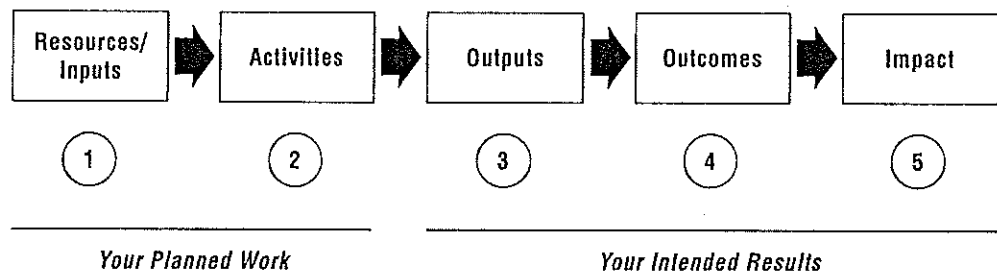 Resources/
Inputs
Activities
Outputs
Outcomes
Impact
1
2
3
4
5
Your Planned Work
Your Intended Results